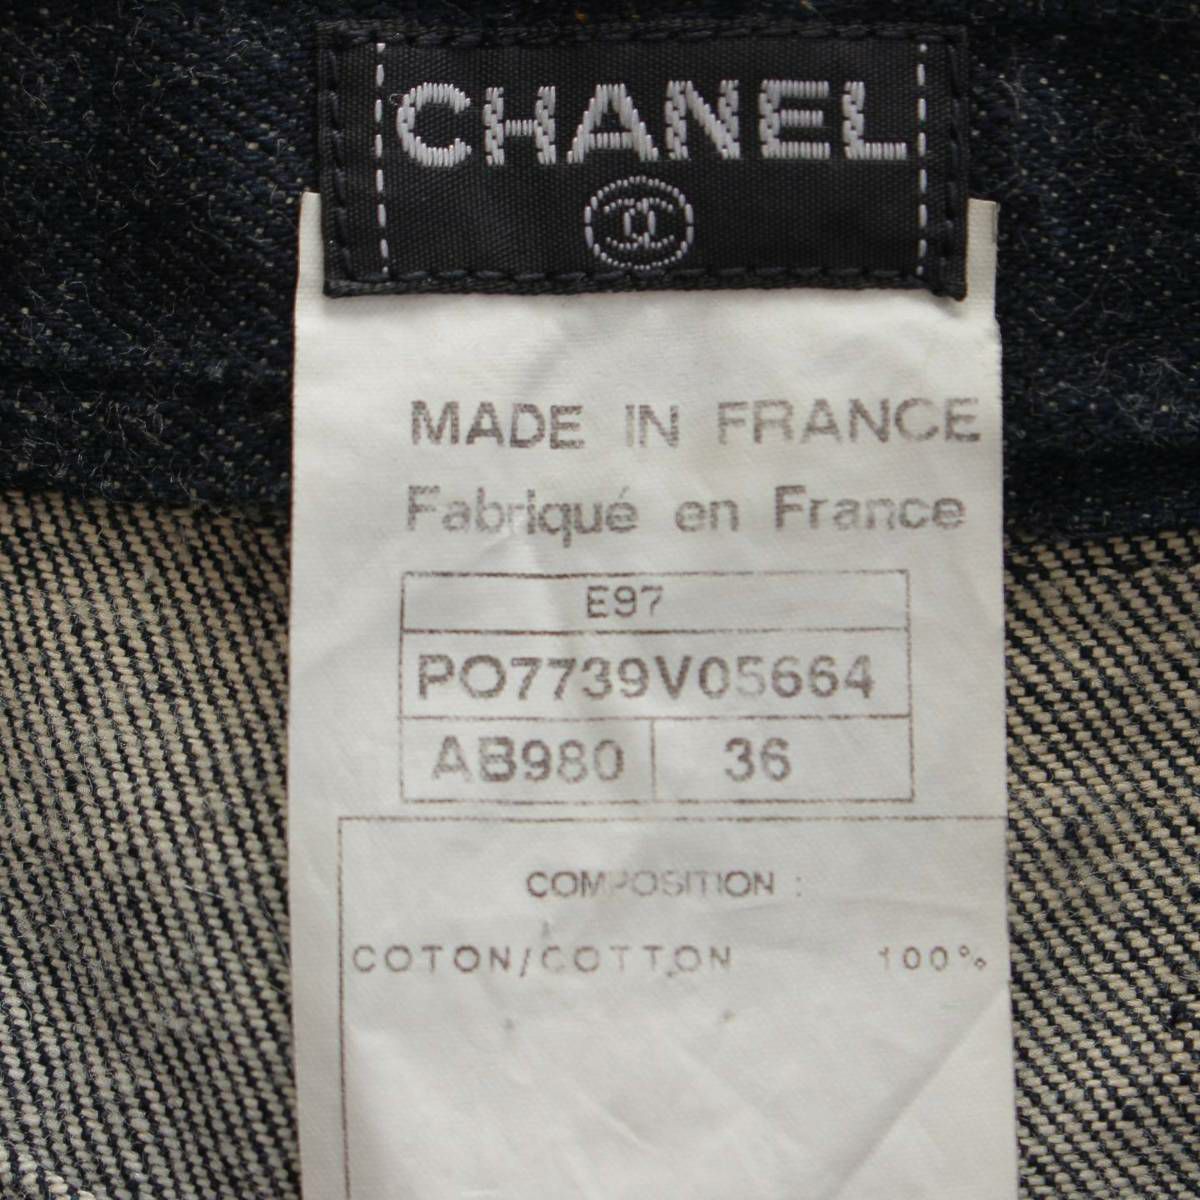 CHANEL
MADE IN FRANCE
Fabriqué en France
E97
PO7739V05664
AB980 36
COMPOSITION :
COTON/COTTON 100%